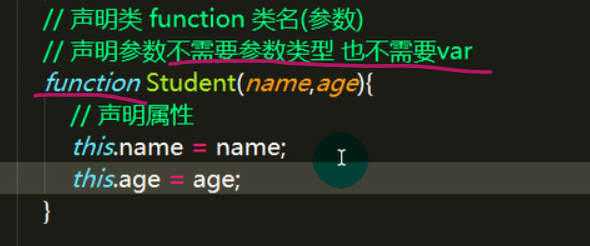 // 声明类 function 类名(参数)
// 声明参数不需要参数类型 也不需要var
function Student(name,age){
// 声明属性
this.name = name;
this.age = age;
}